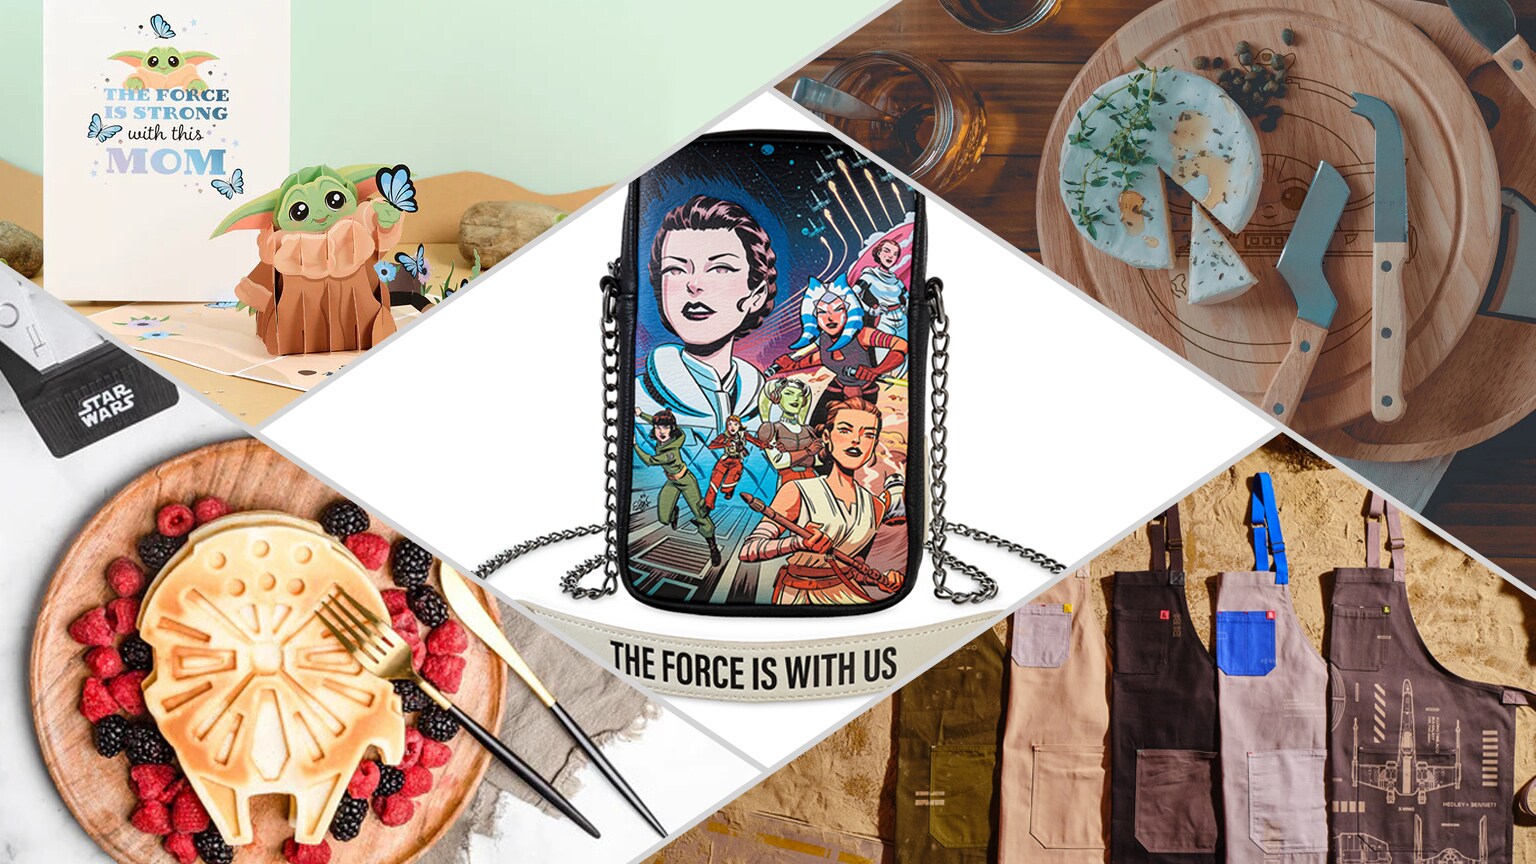 THE FORCE
IS STRONG
with this
MOM
STAR
WARS
THE FORCE IS WITH US
HEDLEY & BENNETT